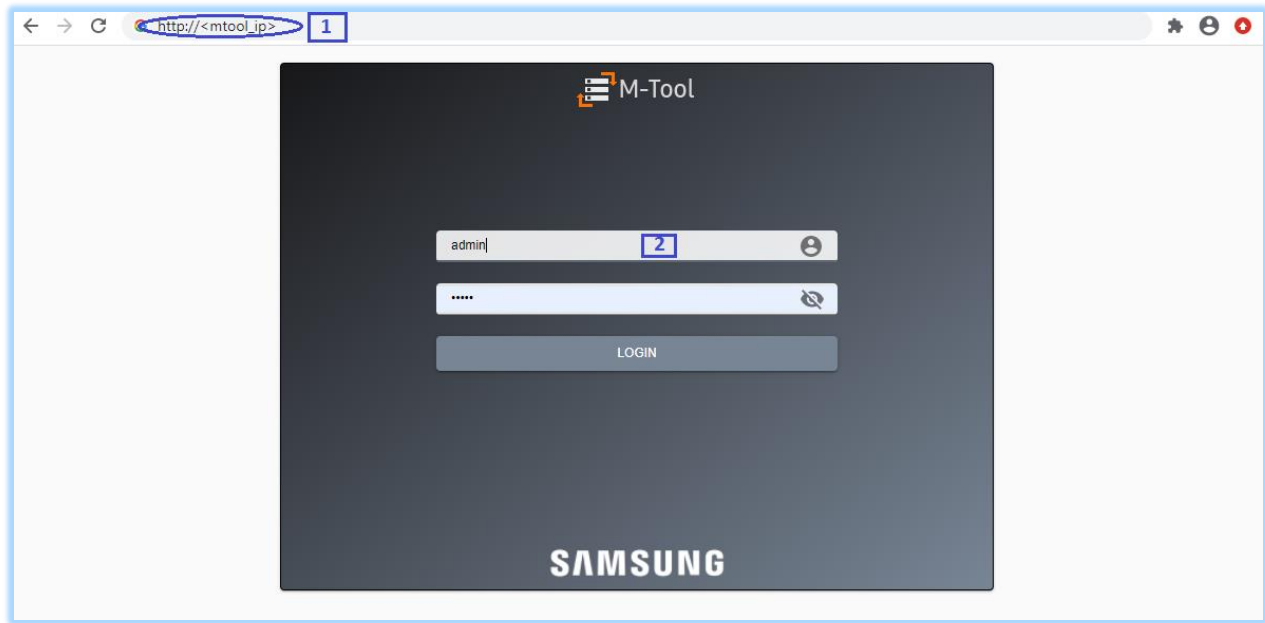 http://<mtool_ip> 1
M-Tool
admin 2
•••••
LOGIN
SAMSUNG